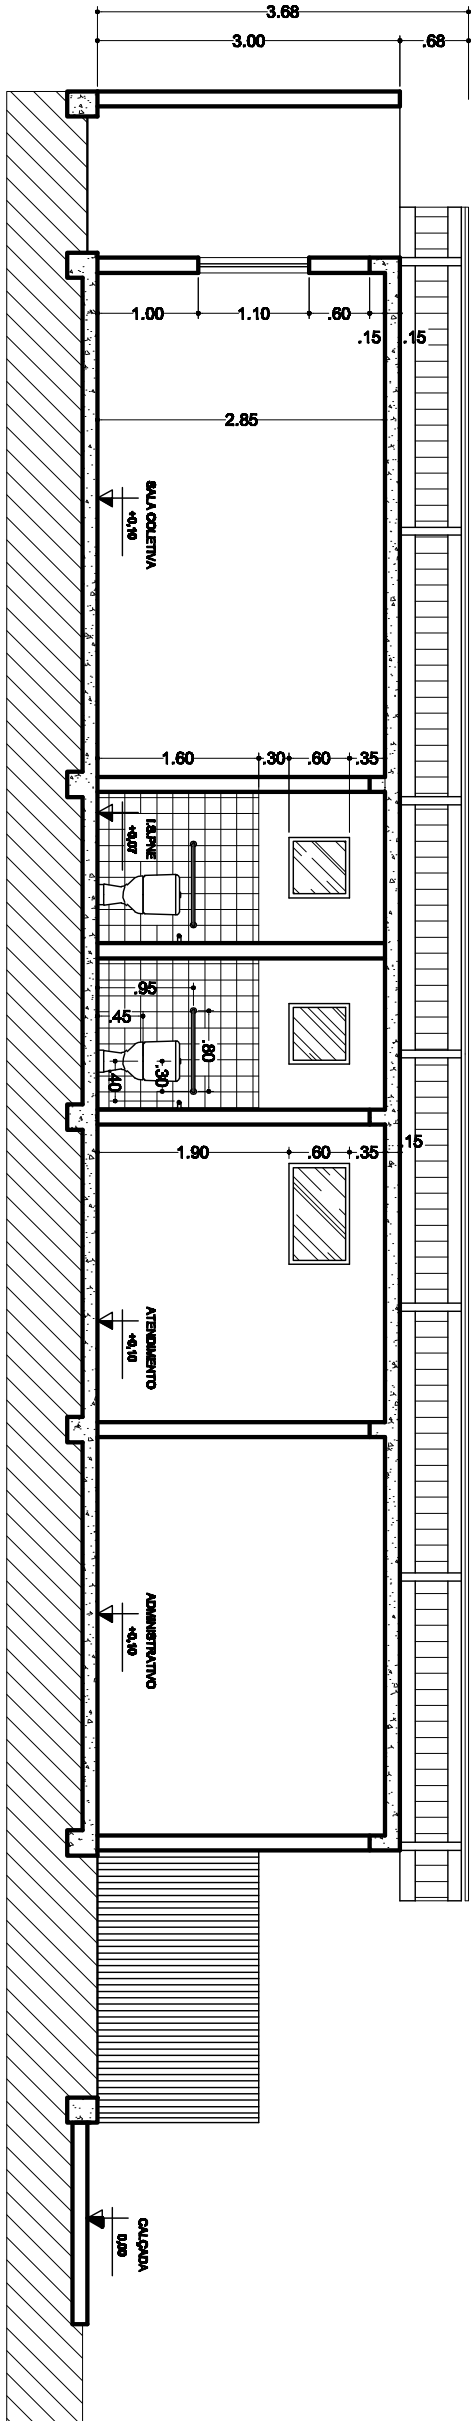 3.68
3.00 .68
1.00 1.10 .60
.15 .15
2.85
SALA COLETIVA
+0,10
1.60 .30 .60 .35
I.S.PNE
+0,07
.95
.45
.80
.30
.40
1.90 .60 .35
.15
ATENDIMENTO
+0,10
ADMINISTRATIVO
+0,10
CALÇADA
0,00